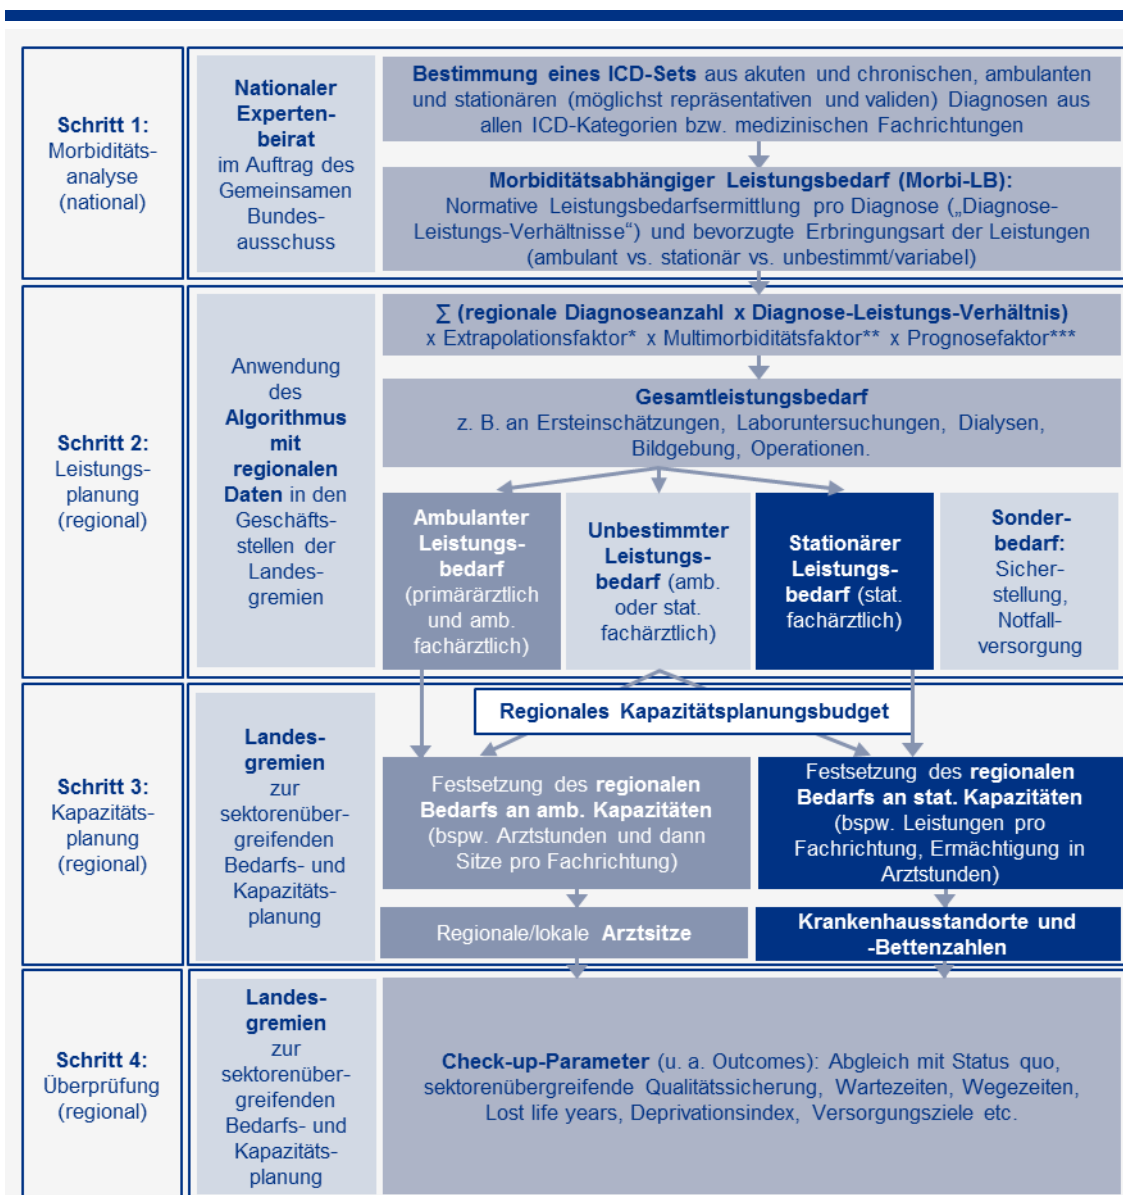 Schritt 1:
Morbiditäts-
analyse
(national)
Nationaler
Experten-
beirat
im Auftrag des
Gemeinsamen
Bundes-
ausschuss
Bestimmung eines ICD-Sets aus akuten und chronischen, ambulanten
und stationären (möglichst repräsentativen und validen) Diagnosen aus
allen ICD-Kategorien bzw. medizinischen Fachrichtungen
Morbiditätsabhängiger Leistungsbedarf (Morbi-LB):
Normative Leistungsbedarfsermittlung pro Diagnose („Diagnose-
Leistungs-Verhältnisse“) und bevorzugte Erbringungsart der Leistungen
(ambulant vs. stationär vs. unbestimmt/variabel)
Schritt 2:
Leistungs-
planung
(regional)
Anwendung
des
Algorithmus
mit
regionalen
Daten in den
Geschäfts-
stellen der
Landes-
gremien
∑ (regionale Diagnoseanzahl x Diagnose-Leistungs-Verhältnis)
x Extrapolationsfaktor* x Multimorbiditätsfaktor** x Prognosefaktor***
Gesamtleistungsbedarf
z. B. an Ersteinschätzungen, Laboruntersuchungen, Dialysen,
Bildgebung, Operationen.
Ambulanter
Leistungs-
bedarf
(primärärztlich
und amb.
fachärztlich)
Unbestimmter
Leistungs-
bedarf (amb.
oder stat.
fachärztlich)
Stationärer
Leistungs-
bedarf (stat.
fachärztlich)
Sonder-
bedarf:
Sicher-
stellung,
Notfall-
versorgung
Schritt 3:
Kapazitäts-
planung
(regional)
Landes-
gremien
zur
sektorenüber-
greifenden
Bedarfs- und
Kapazitäts-
planung
Regionales Kapazitätsplanungsbudget
Festsetzung des regionalen
Bedarfs an amb. Kapazitäten
(bspw. Arztstunden und dann
Sitze pro Fachrichtung)
Festsetzung des regionalen
Bedarfs an stat. Kapazitäten
(bspw. Leistungen pro
Fachrichtung, Ermächtigung in
Arztstunden)
Regionale/lokale Arztsitze
Krankenhausstandorte und
-Bettenzahlen
Schritt 4:
Überprüfung
(regional)
Landes-
gremien
zur
sektorenüber-
greifenden
Bedarfs- und
Kapazitäts-
planung
Check-up-Parameter (u. a. Outcomes): Abgleich mit Status quo,
sektorenübergreifende Qualitätssicherung, Wartezeiten, Wegezeiten,
Lost life years, Deprivationsindex, Versorgungsziele etc.